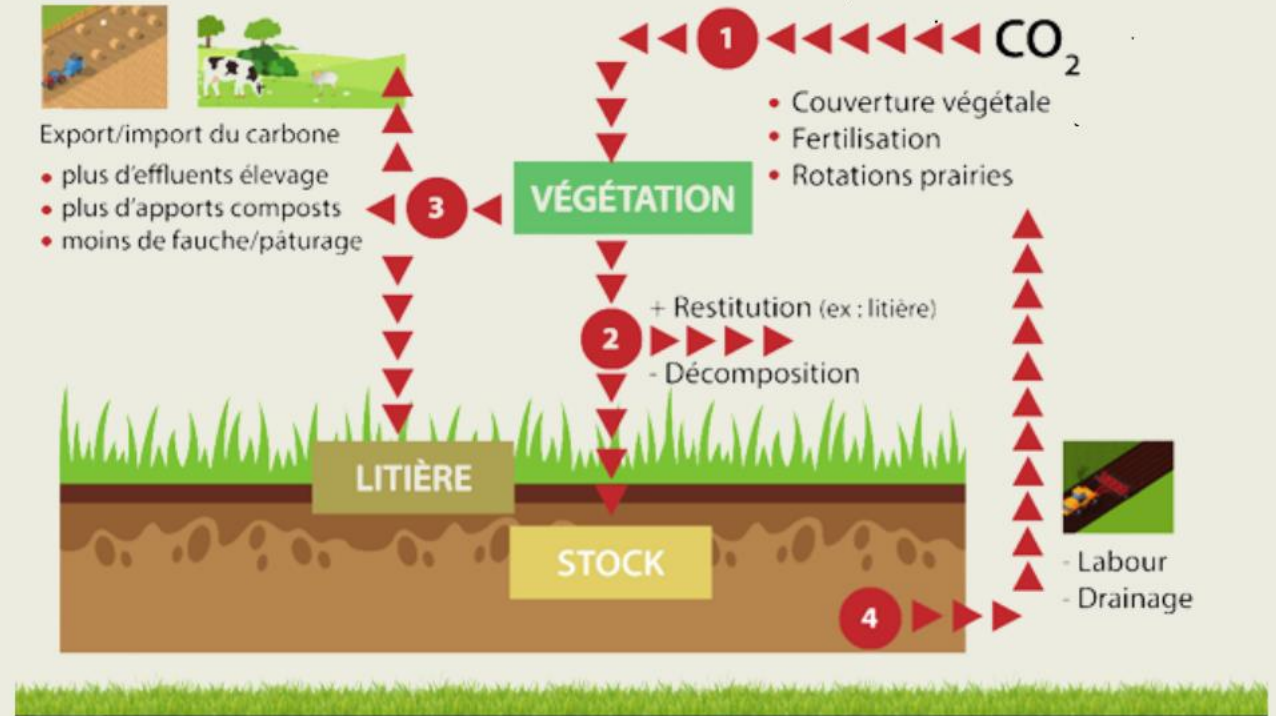 CO2
1
• Couverture végétale
• Fertilisation
• Rotations prairies
Export/import du carbone
• plus d'effluents élevage
• plus d'apports composts
• moins de fauche/pâturage
3
VÉGÉTATION
+ Restitution (ex : litière)
2
- Décomposition
LITIÈRE
STOCK
4
- Labour
- Drainage